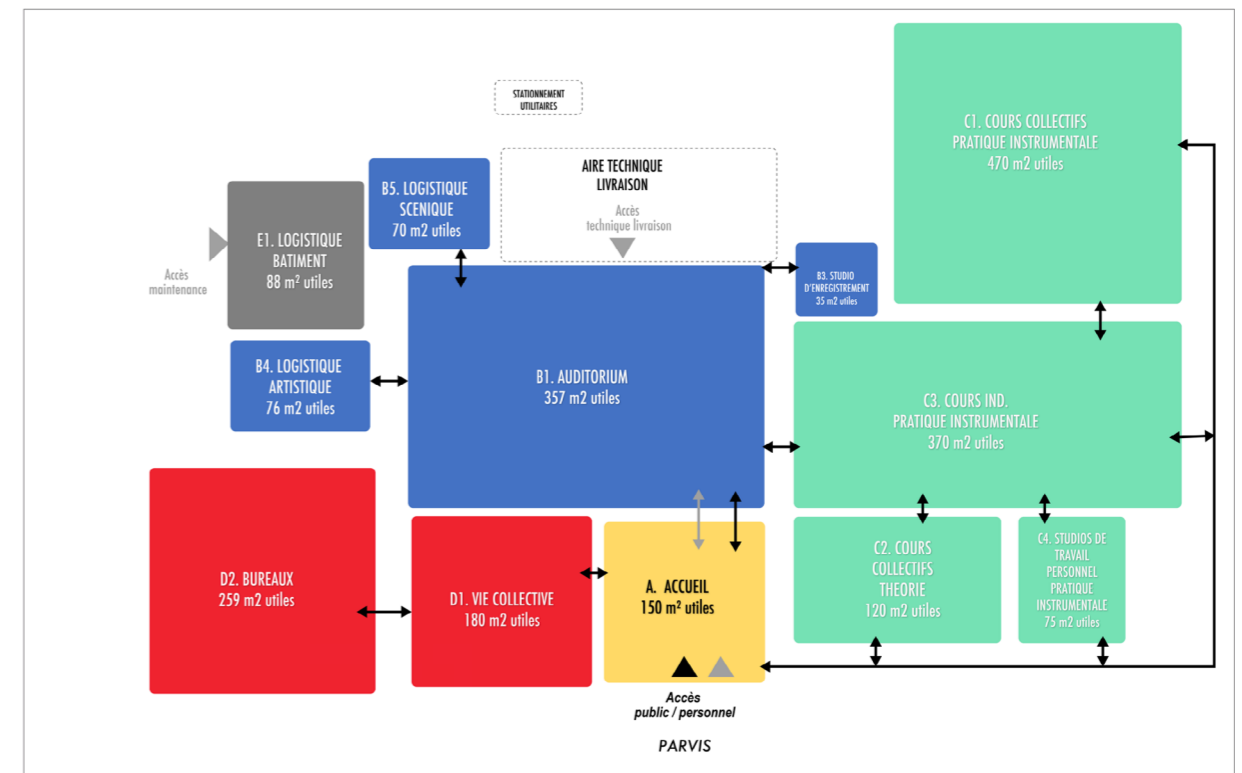 STATIONNEMENT
UTILITAIRES
C1. COURS COLLECTIFS
PRATIQUE INSTRUMENTALE
470 m2 utiles
AIRE TECHNIQUE
LIVRAISON
Accès
technique livraison
B5. LOGISTIQUE
SCENIQUE
70 m2 utiles
E1. LOGISTIQUE
BATIMENT
88 m² utiles
Accès
maintenance
B3. STUDIO
D'ENREGISTREMENT
35 m2 utiles
B4. LOGISTIQUE
ARTISTIQUE
76 m2 utiles
B1. AUDITORIUM
357 m2 utiles
C3. COURS IND.
PRATIQUE INSTRUMENTALE
370 m2 utiles
D2. BUREAUX
259 m2 utiles
D1. VIE COLLECTIVE
180 m2 utiles
A. ACCUEIL
150 m² utiles
C2. COURS
COLLECTIFS
THEORIE
120 m2 utiles
C4. STUDIOS DE
TRAVAIL
PERSONNEL
PRATIQUE
INSTRUMENTALE
75 m2 utiles
Accès
public / personnel
PARVIS